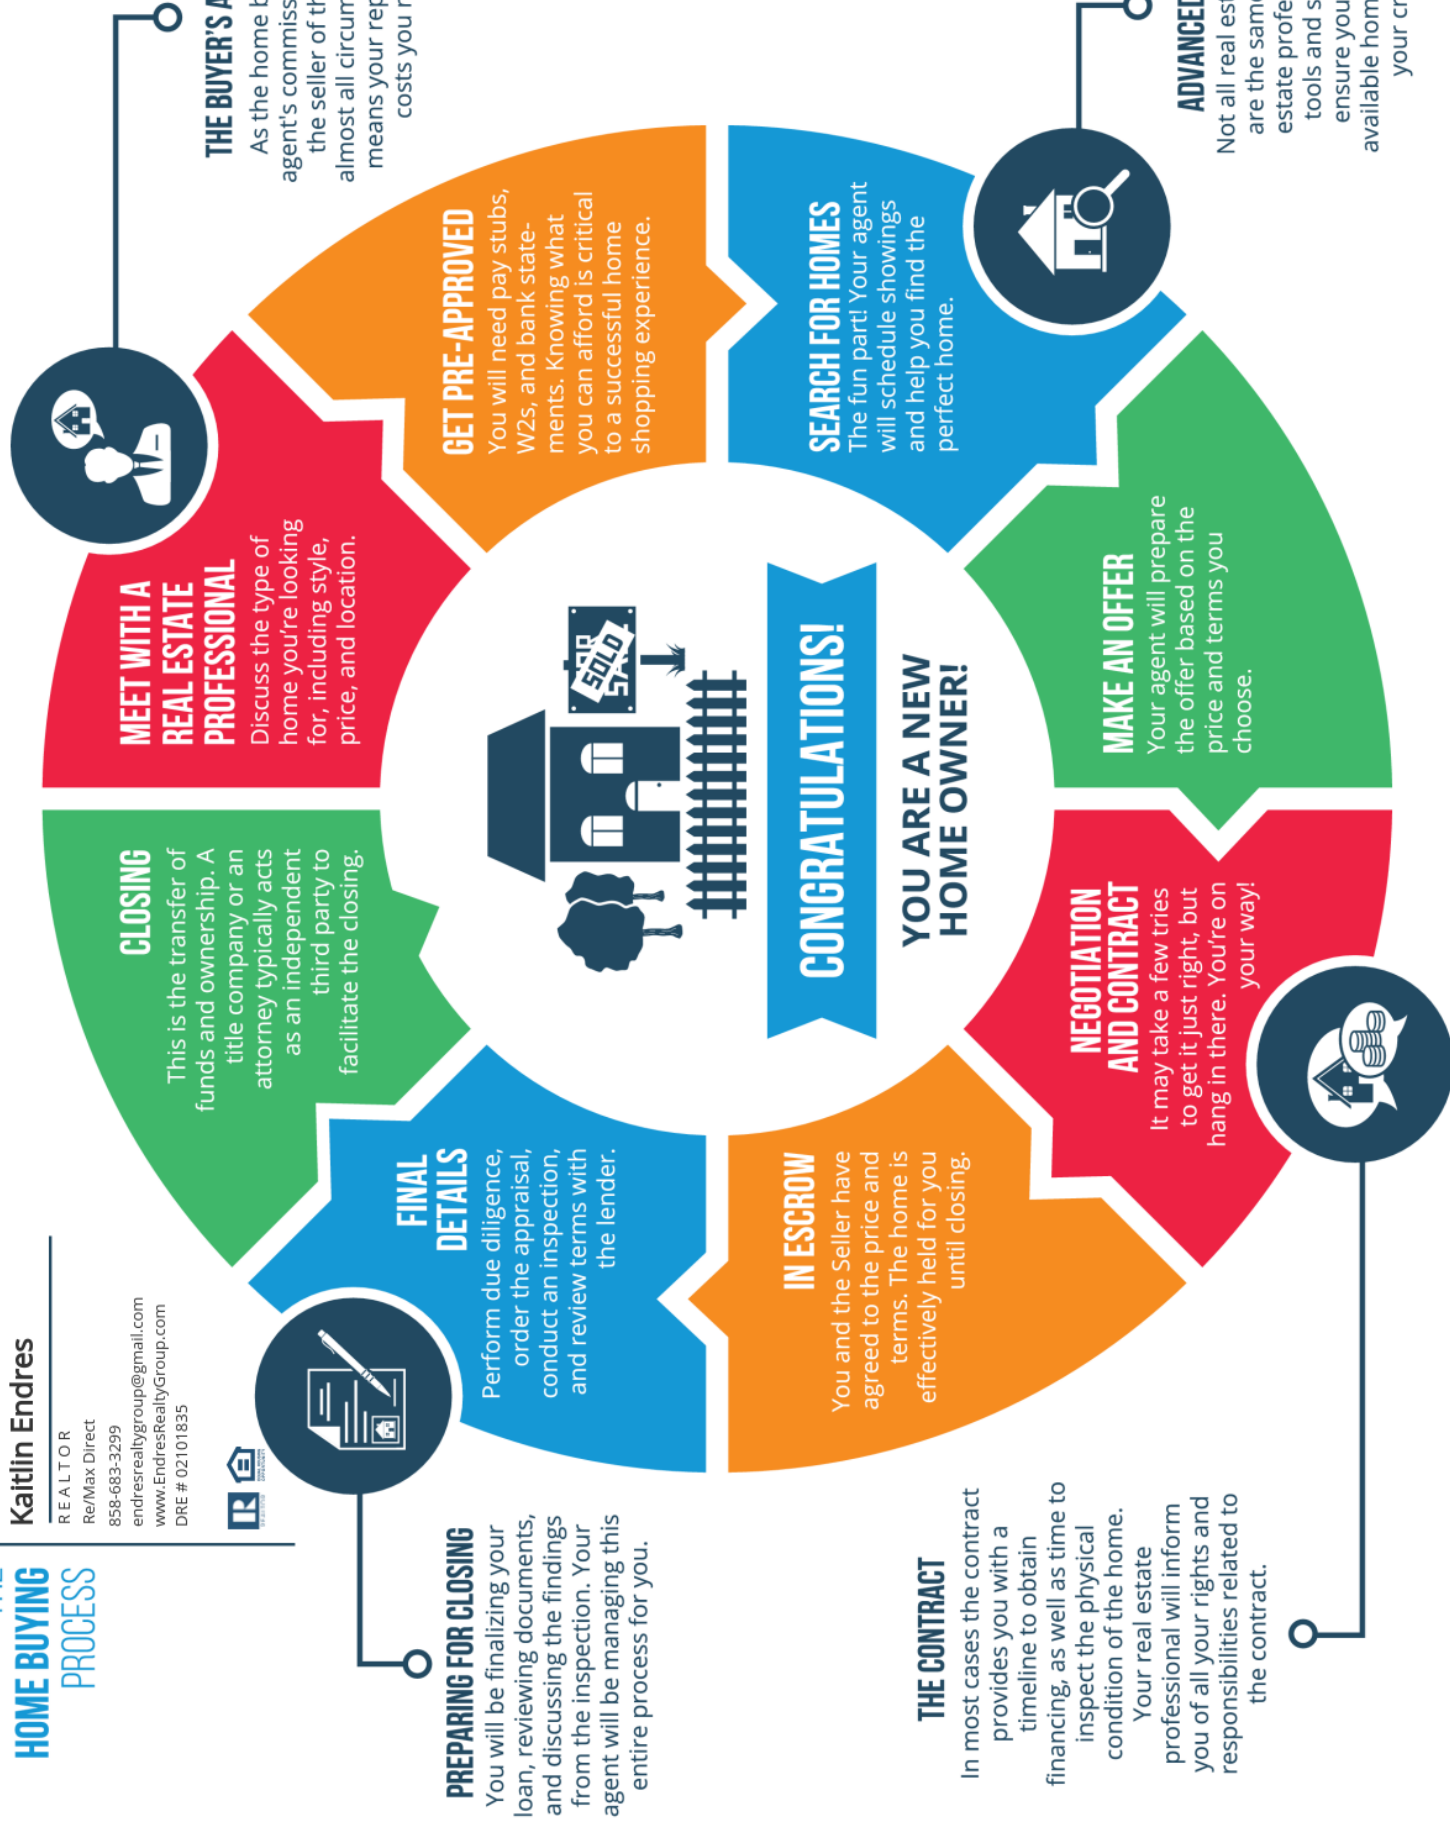 HOME BUYING
PROCESS
Kaitlin Endres
REALTOR
Re/Max Direct
858-683-3299
endresrealtygroup@gmail.com
www.EndresRealtyGroup.com
DRE # 02101835
R
MEET WITH A
REAL ESTATE
PROFESSIONAL
Discuss the type of
home you're looking
for, including style,
price, and location.
THE BUYER'S A
As the home b
agent's commiss
the seller of th
almost all circum
means your rep
costs you r
GET PRE-APPROVED
You will need pay stubs,
W2s, and bank state-
ments. Knowing what
you can afford is critical
to a successful home
shopping experience.
SEARCH FOR HOMES
The fun part! Your agent
will schedule showings
and help you find the
perfect home.
ADVANCED
Not all real est
are the same
estate profe
tools and s
ensure you
available hom
your cr
MAKE AN OFFER
Your agent will prepare
the offer based on the
price and terms you
choose.
NEGOTIATION
AND CONTRACT
It may take a few tries
to get it just right, but
hang in there. You're on
your way!
THE CONTRACT
In most cases the contract
provides you with a
timeline to obtain
financing, as well as time to
inspect the physical
condition of the home.
Your real estate
professional will inform
you of all your rights and
responsibilities related to
the contract.
IN ESCROW
You and the Seller have
agreed to the price and
terms. The home is
effectively held for you
until closing.
FINAL
DETAILS
Perform due diligence,
order the appraisal,
conduct an inspection,
and review terms with
the lender.
PREPARING FOR CLOSING
You will be finalizing your
loan, reviewing documents,
and discussing the findings
from the inspection. Your
agent will be managing this
entire process for you.
CLOSING
This is the transfer of
funds and ownership. A
title company or an
attorney typically acts
as an independent
third party to
facilitate the closing.
SOLD
CONGRATULATIONS!
YOU ARE A NEW
HOME OWNER!